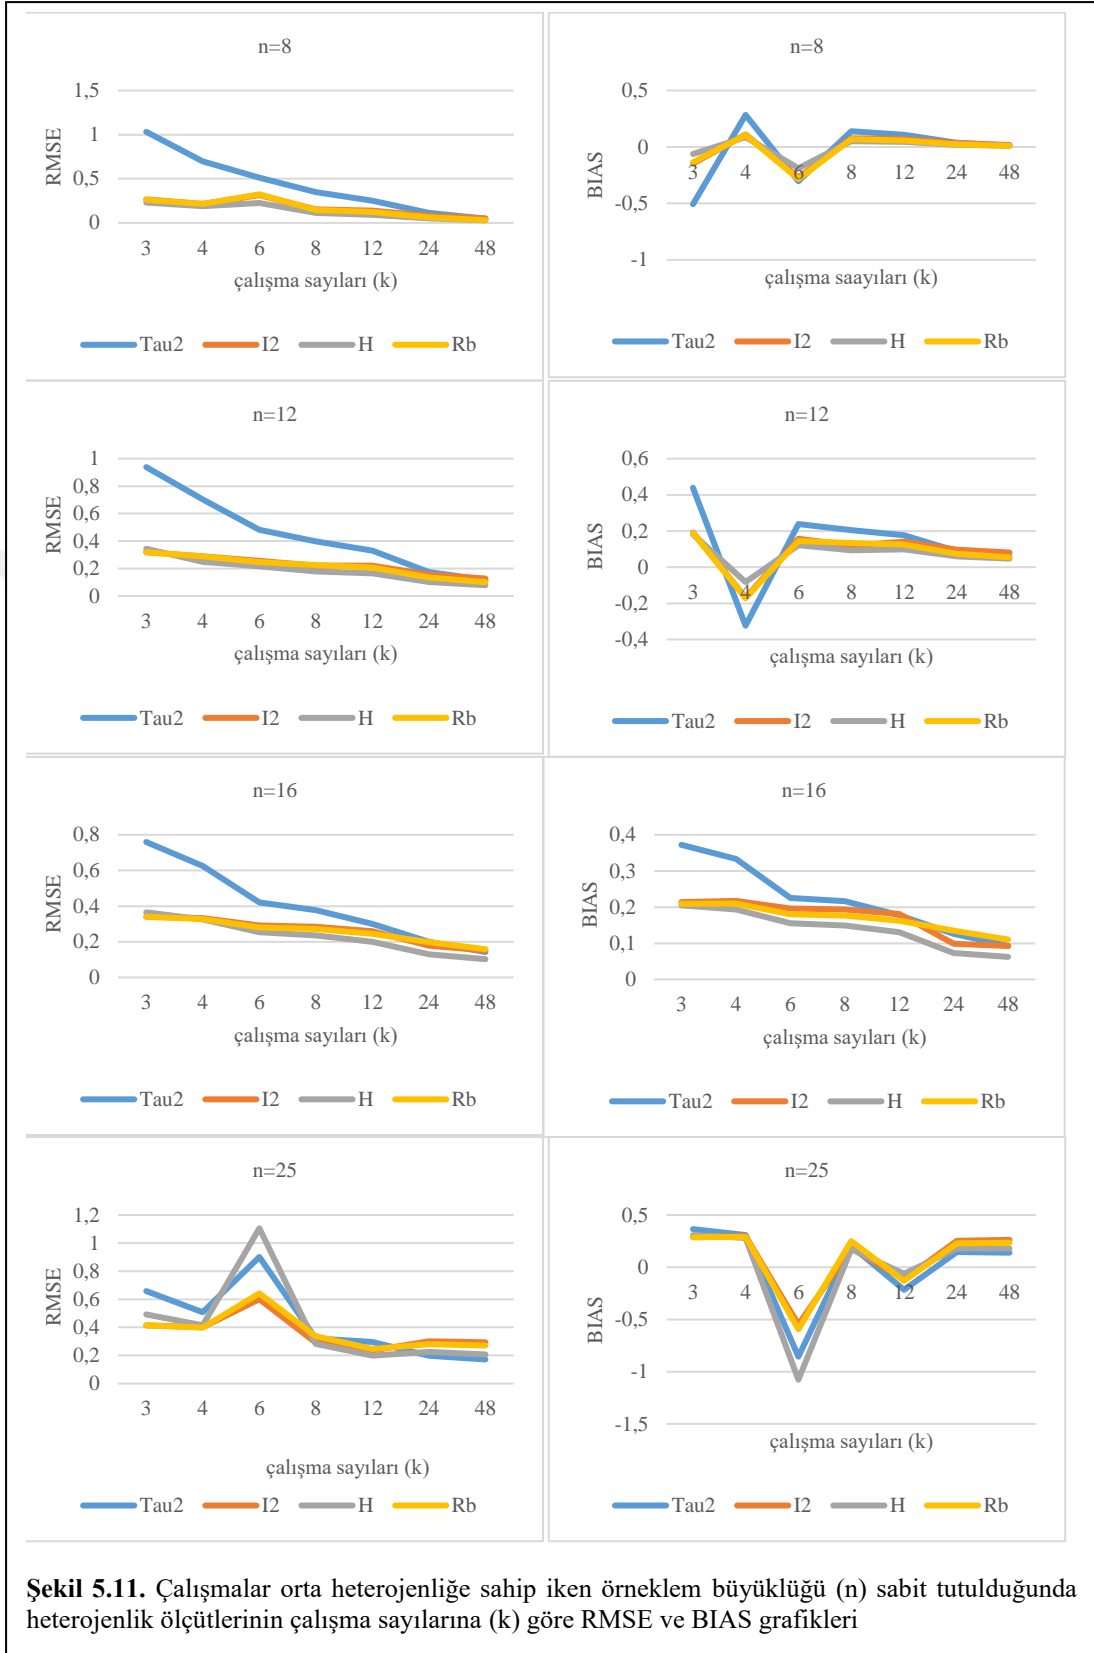 n=8
1,5
1
0,5
0
RMSE
3 4 6 8 12 24 48
çalışma sayıları (k)
Tau2 I2 H Rb
n=8
0,5
0
-0,5
-1
BIAS
3 4 6 8 12 24 48
çalışma saayıları (k)
Tau2 I2 H Rb
n=12
1
0,8
0,6
0,4
0,2
0
RMSE
3 4 6 8 12 24 48
çalışma sayıları (k)
Tau2 I2 H Rb
n=12
0,6
0,4
0,2
0
-0,2
-0,4
BIAS
3 4 6 8 12 24 48
çalışma sayıları (k)
Tau2 I2 H Rb
n=16
0,8
0,6
0,4
0,2
0
RMSE
3 4 6 8 12 24 48
çalışma sayıları (k)
Tau2 I2 H Rb
n=16
0,4
0,3
0,2
0,1
0
BIAS
3 4 6 8 12 24 48
çalışma sayıları (k)
Tau2 I2 H Rb
n=25
1,2
1
0,8
0,6
0,4
0,2
0
RMSE
3 4 6 8 12 24 48
çalışma sayıları (k)
Tau2 I2 H Rb
n=25
0,5
0
-0,5
-1
-1,5
BIAS
3 4 6 8 12 24 48
çalışma sayıları (k)
Tau2 I2 H Rb
Şekil 5.11. Çalışmalar orta heterojenliğe sahip iken örneklem büyüklüğü (n) sabit tutulduğunda
heterojenlik ölçütlerinin çalışma sayılarına (k) göre RMSE ve BIAS grafikleri